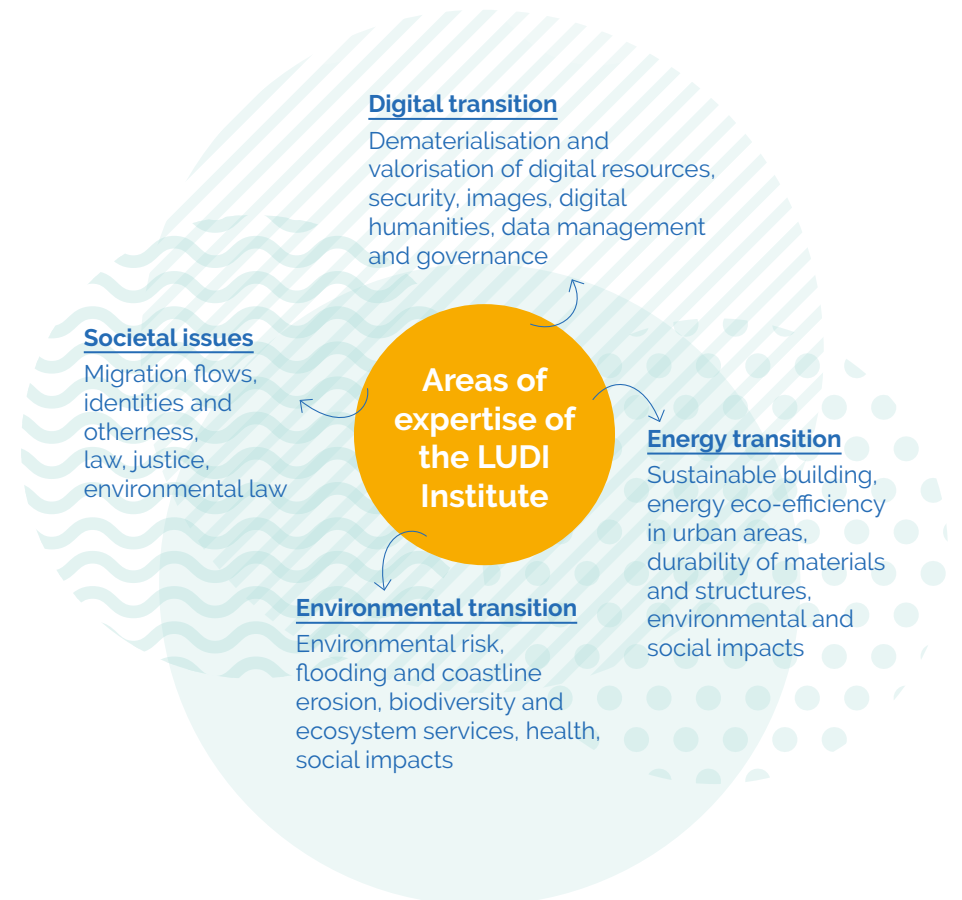 Digital transition
Dematerialisation and
valorisation of digital resources,
security, images, digital
humanities, data management
and governance
Societal issues
Migration flows,
identities and
otherness,
law, justice,
environmental law
Areas of
expertise of
the LUDI
Institute
Energy transition
Sustainable building,
energy eco-efficiency
in urban areas,
durability of materials
and structures,
environmental and
social impacts
Environmental transition
Environmental risk,
flooding and coastline
erosion, biodiversity and
ecosystem services, health,
social impacts